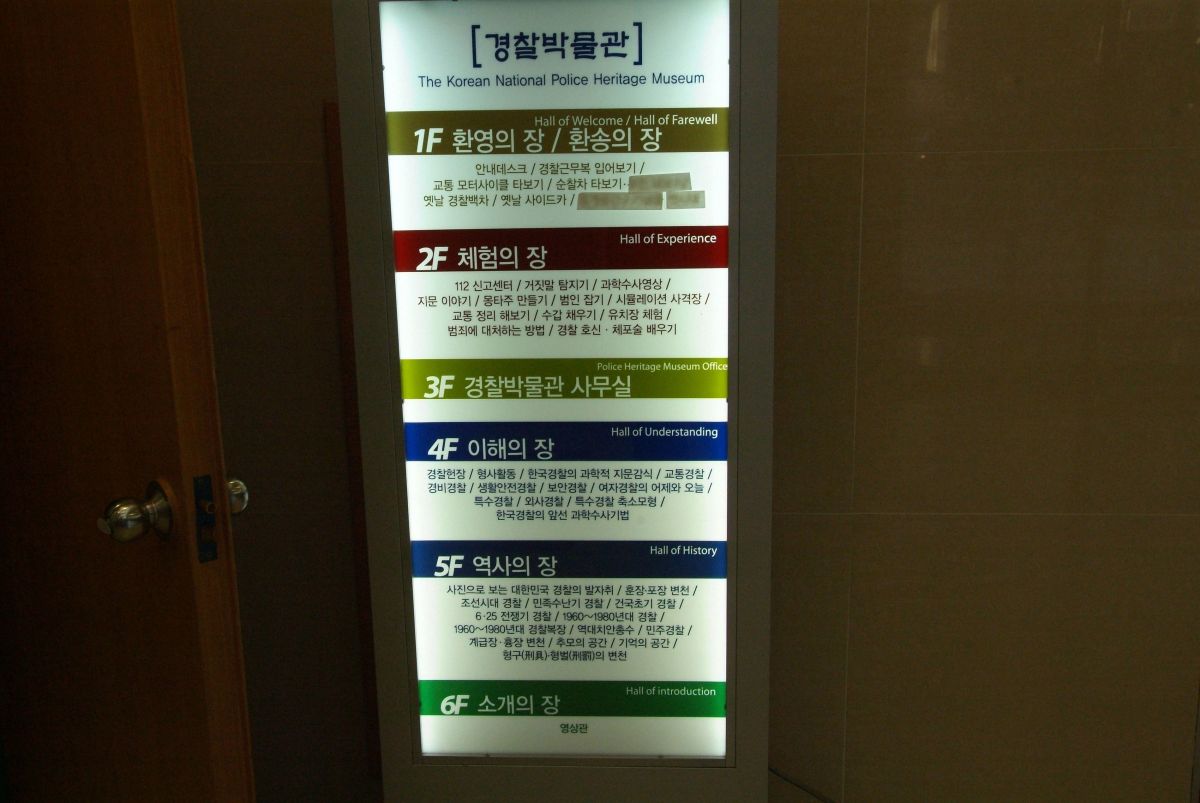 [경찰박물관]
The Korean National Police Heritage Museum
Hall of Welcome / Hall of Farewell
1F 환영의 장 / 환송의 장
안내데스크 / 경찰근무복 입어보기 /
교통 모터사이클 타보기 / 순찰차 타보기·
옛날 경찰백차 / 옛날 사이드카 /
Hall of Experience
2F 체험의 장
112 신고센터 / 거짓말 탐지기 / 과학수사영상 /
지문 이야기 / 몽타주 만들기 / 범인 잡기 / 시뮬레이션 사격장 /
교통 정리 해보기 / 수갑 채우기 / 유치장 체험 /
범죄에 대처하는 방법 / 경찰 호신 · 체포술 배우기
Police Heritage Museum Office
3F 경찰박물관 사무실
Hall of Understanding
4F 이해의 장
경찰헌장 / 형사활동 / 한국경찰의 과학적 지문감식 / 교통경찰 /
경비경찰 / 생활안전경찰 / 보안경찰 / 여자경찰의 어제와 오늘 /
특수경찰 / 외사경찰 / 특수경찰 축소모형 /
한국경찰의 앞선 과학수사기법
Hall of History
5F 역사의 장
사진으로 보는 대한민국 경찰의 발자취 / 훈장·포장 변천 /
조선시대 경찰 / 민족수난기 경찰 / 건국초기 경찰 /
6·25 전쟁기 경찰 / 1960~1980년대 경찰 /
1960~1980년대 경찰복장 / 역대치안총수 / 민주경찰 /
계급장·흉장 변천 / 추모의 공간 / 기억의 공간 /
형구(刑具)·형벌(刑罰)의 변천
Hall of introduction
6F 소개의 장
영상관